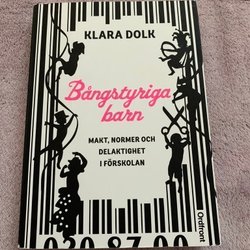 KLARA DOLK
Bångstyriga
barn
MAKT, NORMER OCH
DELAKTIGHET
I FÖRSKOLAN
Ordfront